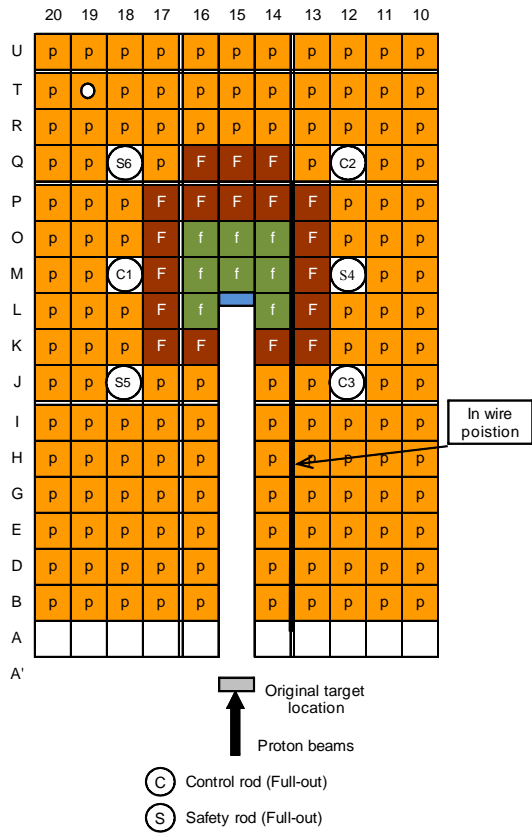 20 19 18 17 16 15 14 13 12 11 10
U p p p p p p p p p p p
T p p p p p p p p p p
R p p p p p p p p p p p
Q p p S6 p F F F p C2 p p
P p p p F F F F F p p p
O p p p F f f f F p p p
M p p C1 F f f f F S4 p p
L p p p F f f F p p p
K p p p F F F F p p p
J p p S5 p p p p C3 p p
I p p p p p p p p p p
In wire
poistion
H p p p p p p p p p p
G p p p p p p p p p p
E p p p p p p p p p p
D p p p p p p p p p p
B p p p p p p p p p p
A
A'
Original target
location
Proton beams
C Control rod (Full-out)
S Safety rod (Full-out)